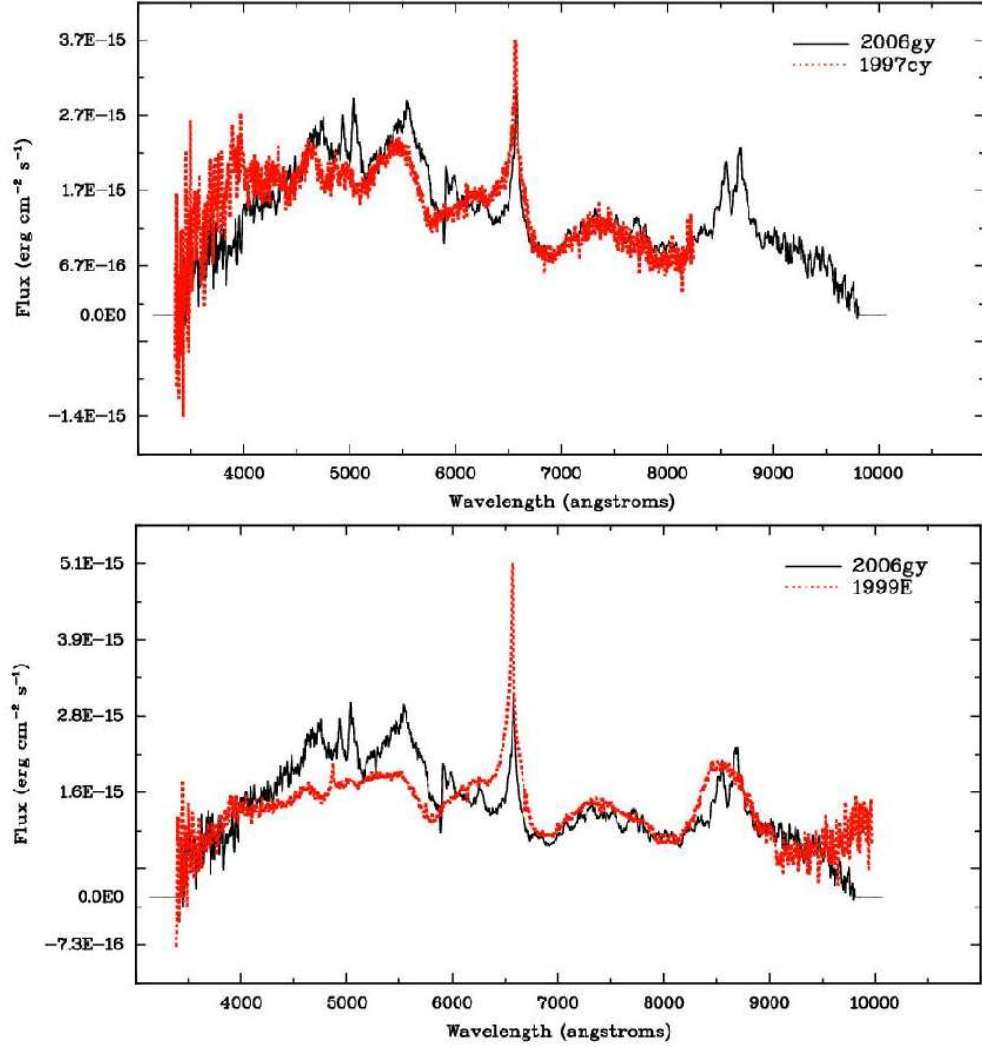 3.7E-15
2.7E-15
1.7E-15
6.7E-16
0.0E0
-1.4E-15
Flux (erg cm⁻² s⁻¹)
2006gy
1997cy
4000 5000 6000 7000 8000 9000 10000
Wavelength (angstroms)
5.1E-15
3.9E-15
2.8E-15
1.6E-15
0.0E0
-7.3E-16
Flux (erg cm⁻² s⁻¹)
2006gy
1999E
4000 5000 6000 7000 8000 9000 10000
Wavelength (angstroms)